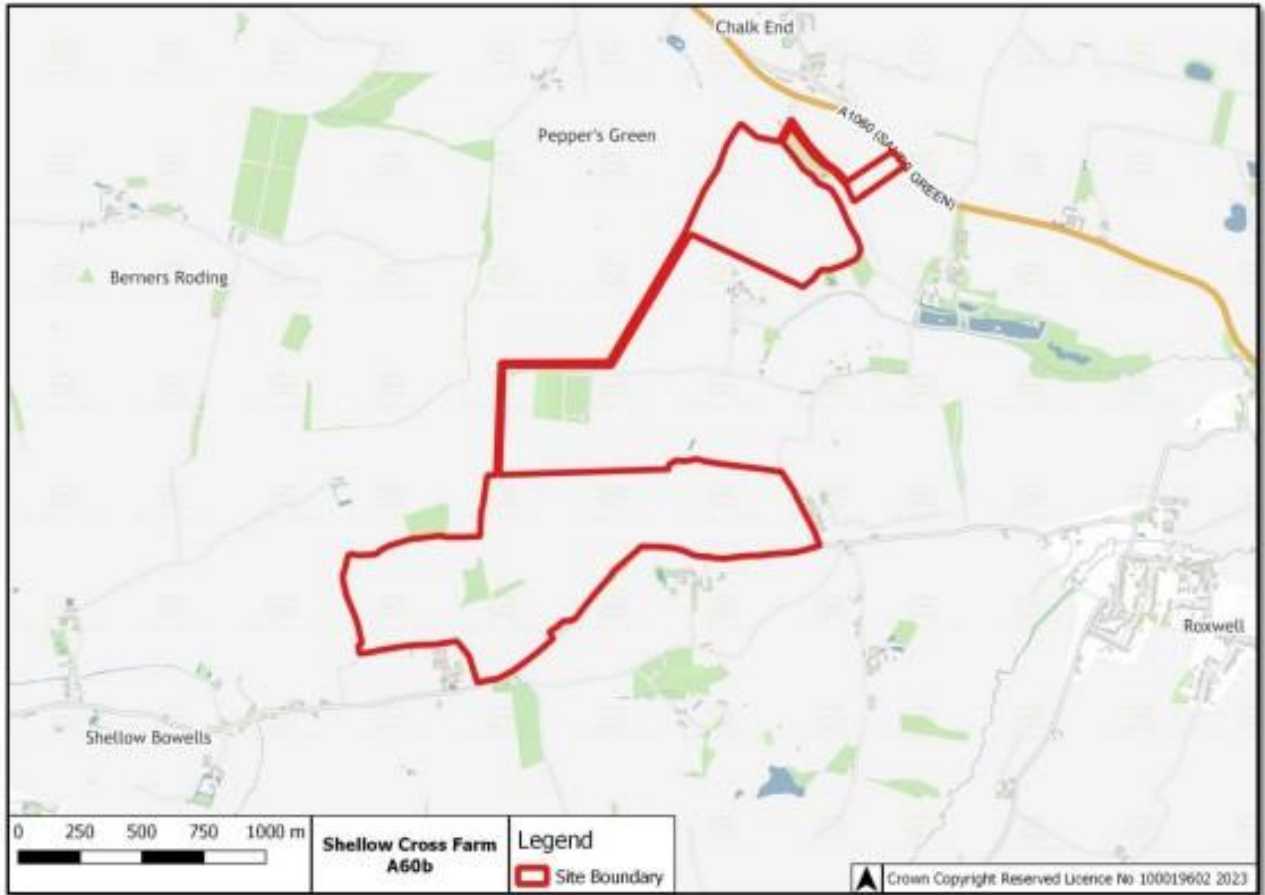 Chalk End
Pepper's Green
A1060 (SANDS GREEN)
Berners Roding
Roxwell
Shellow Bowells
0 250 500 750 1000 m
Shellow Cross Farm
A60b
Legend
Site Boundary
Crown Copyright Reserved Licence No 100019602 2023